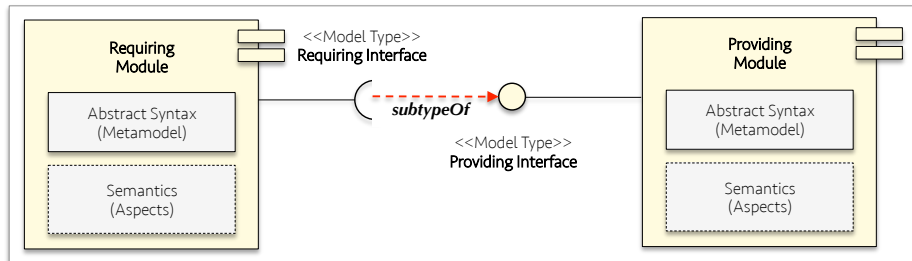 Requiring
Module
Abstract Syntax
(Metamodel)
Semantics
(Aspects)
<<Model Type>>
Requiring Interface
subtypeOf
<<Model Type>>
Providing Interface
Providing
Module
Abstract Syntax
(Metamodel)
Semantics
(Aspects)